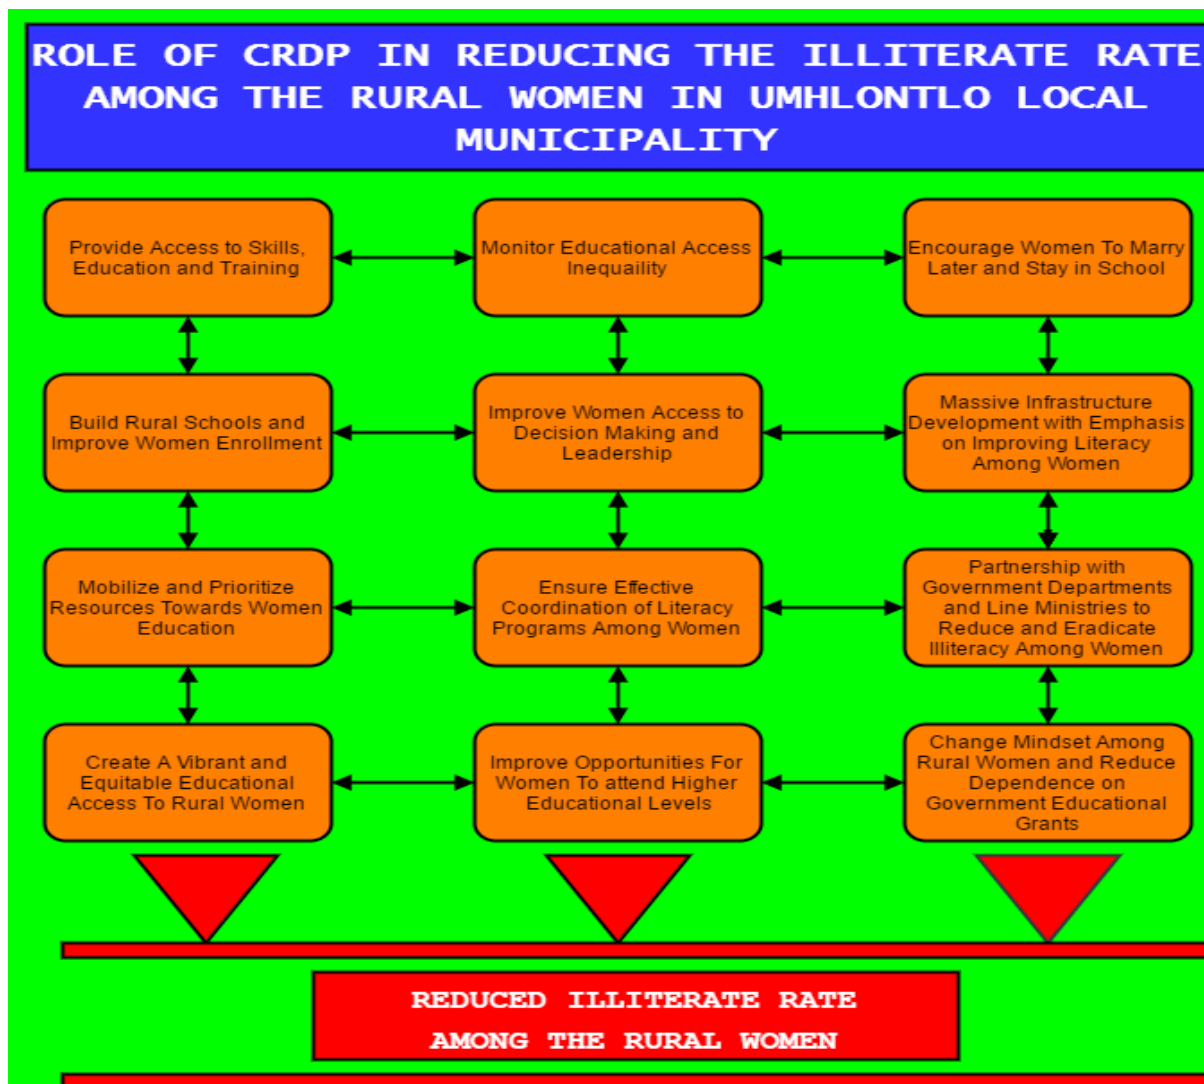 ROLE OF CRDP IN REDUCING THE ILLITERATE RATE
AMONG THE RURAL WOMEN IN UMHLONTLO LOCAL
MUNICIPALITY
Provide Access to Skills,
Education and Training
Monitor Educational Access
Inequaility
Encourage Women To Marry
Later and Stay in School
Build Rural Schools and
Improve Women Enrollment
Improve Women Access to
Decision Making and
Leadership
Massive Infrastructure
Development with Emphasis
on Improving Literacy
Among Women
Mobilize and Prioritize
Resources Towards Women
Education
Ensure Effective
Coordination of Literacy
Programs Among Women
Partnership with
Government Departments
and Line Ministries to
Reduce and Eradicate
Illiteracy Among Women
Create A Vibrant and
Equitable Educational
Access To Rural Women
Improve Opportunities For
Women To attend Higher
Educational Levels
Change Mindset Among
Rural Women and Reduce
Dependence on
Government Educational
Grants
REDUCED ILLITERATE RATE
AMONG THE RURAL WOMEN